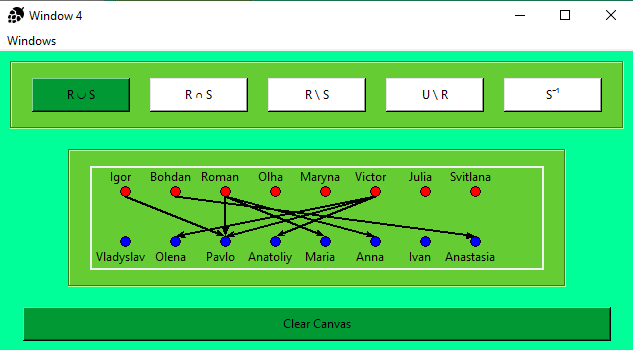 Window 4
Windows
R ∪ S R ∩ S R \ S U \ R S⁻¹
Igor Bohdan Roman Olha Maryna Victor Julia Svitlana
Vladyslav Olena Pavlo Anatoliy Maria Anna Ivan Anastasia
Clear Canvas